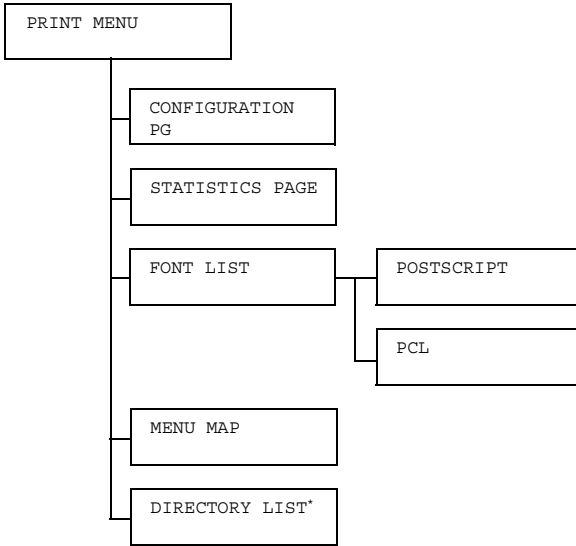 PRINT MENU
CONFIGURATION
PG
STATISTICS PAGE
FONT LIST
POSTSCRIPT
PCL
MENU MAP
DIRECTORY LIST*